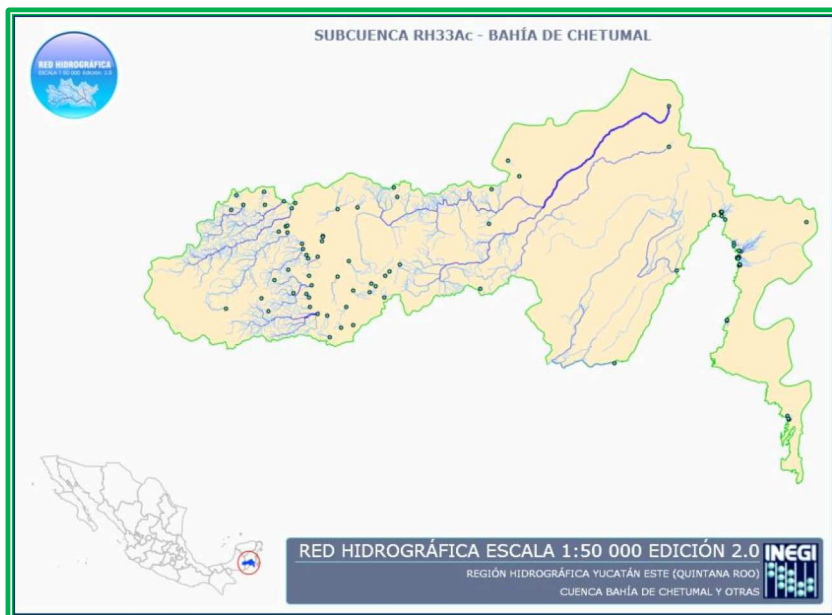 SUBCUENCA RH33Ac - BAHÍA DE CHETUMAL
RED HIDROGRÁFICA
ESCALA 1:50 000 Edición 2.0
RED HIDROGRÁFICA ESCALA 1:50 000 EDICIÓN 2.0
INEGI
REGIÓN HIDROGRÁFICA YUCATÁN ESTE (QUINTANA ROO)
CUENCA BAHÍA DE CHETUMAL Y OTRAS